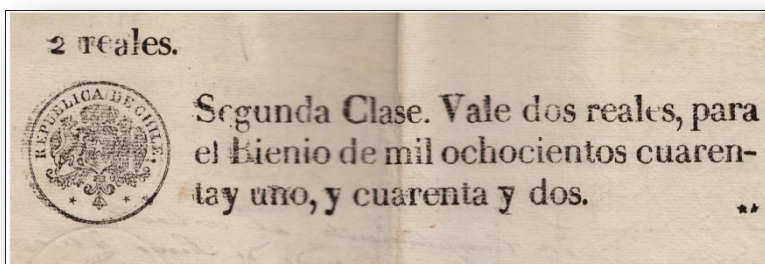 2 reales.
REPUBLICA DE CHILE.
Segunda Clase. Vale dos reales, para
el Bienio de mil ochocientos cuaren-
tay uno, y cuarenta y dos.